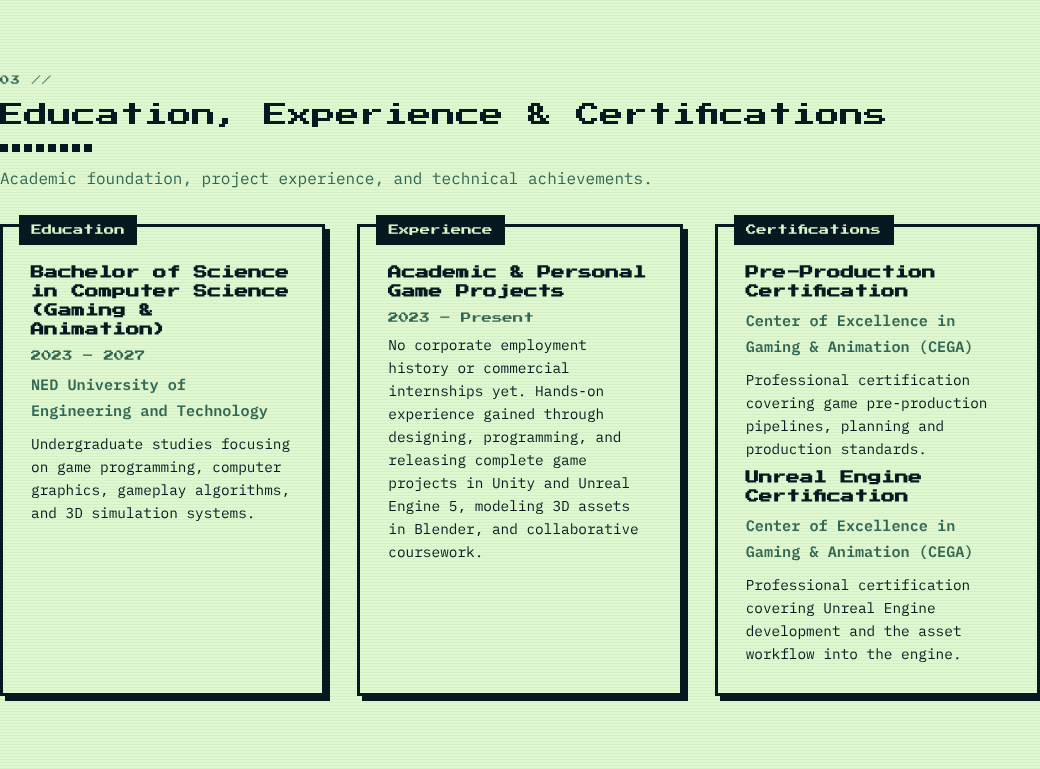 03 //
Education, Experience & Certifications
Academic foundation, project experience, and technical achievements.
Education
Bachelor of Science
in Computer Science
(Gaming &
Animation)
2023 — 2027
NED University of
Engineering and Technology
Undergraduate studies focusing
on game programming, computer
graphics, gameplay algorithms,
and 3D simulation systems.
Experience
Academic & Personal
Game Projects
2023 — Present
No corporate employment
history or commercial
internships yet. Hands-on
experience gained through
designing, programming, and
releasing complete game
projects in Unity and Unreal
Engine 5, modeling 3D assets
in Blender, and collaborative
coursework.
Certifications
Pre-Production
Certification
Center of Excellence in
Gaming & Animation (CEGA)
Professional certification
covering game pre-production
pipelines, planning and
production standards.
Unreal Engine
Certification
Center of Excellence in
Gaming & Animation (CEGA)
Professional certification
covering Unreal Engine
development and the asset
workflow into the engine.